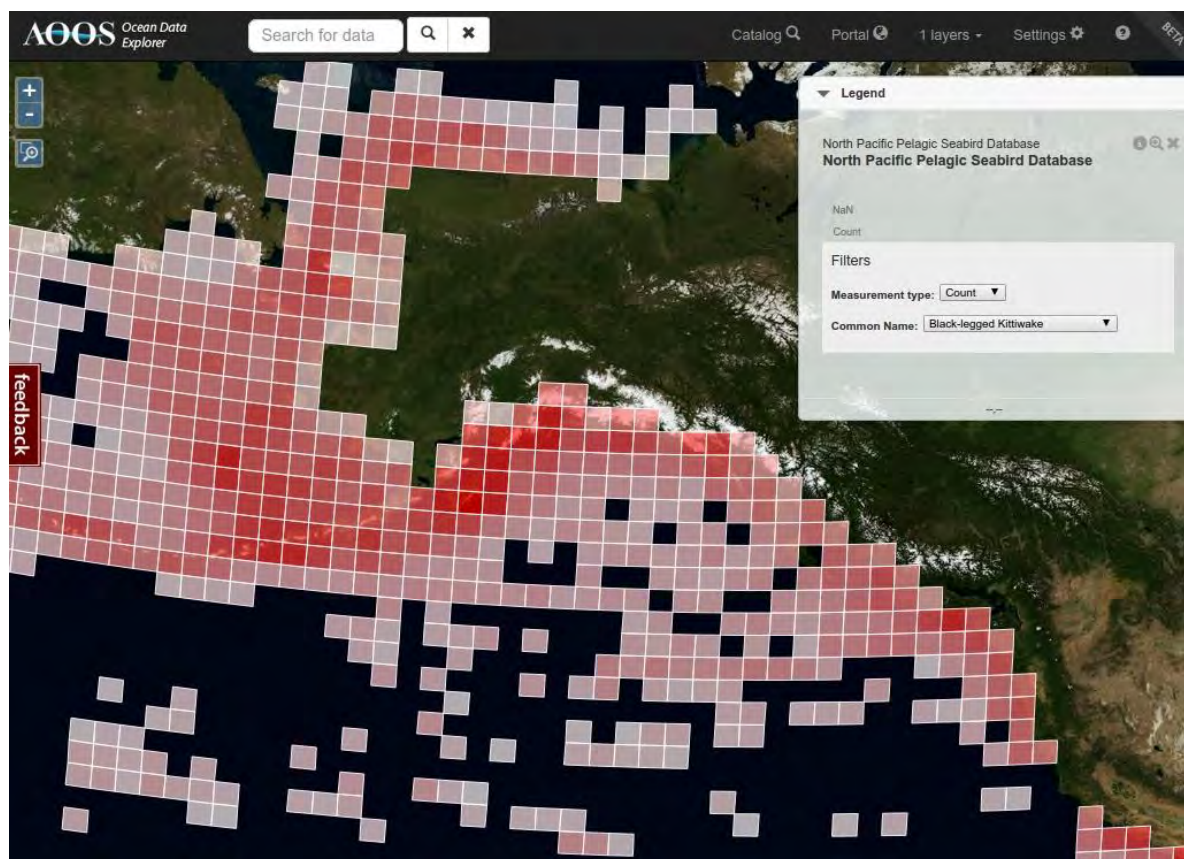 AOOS Ocean Data Explorer
Search for data
Catalog
Portal
1 layers
Settings
?
BETA
+
-
Legend
North Pacific Pelagic Seabird Database
North Pacific Pelagic Seabird Database
NaN
Count
Filters
Measurement type: Count
Common Name: Black-legged Kittiwake
-.-
feedback